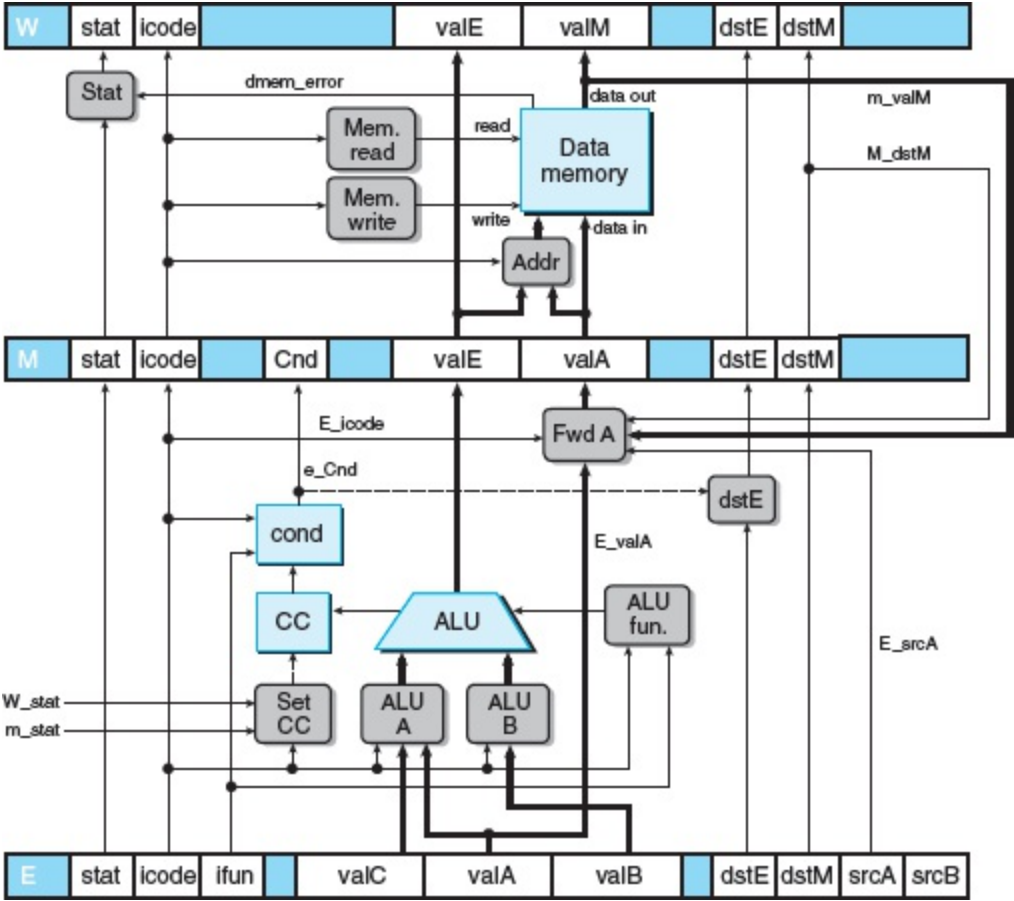 W stat icode valE valM dstE dstM
Stat
dmem_error
data out
m_valM
Mem.
read
read
Data
memory
M_dstM
Mem.
write
write
data in
Addr
M stat icode Cnd valE valA dstE dstM
E_icode
Fwd A
e_Cnd
dstE
cond
E_valA
CC
ALU
ALU
fun.
E_srcA
W_stat
m_stat
Set
CC
ALU
A
ALU
B
E stat icode ifun valC valA valB dstE dstM srcA srcB